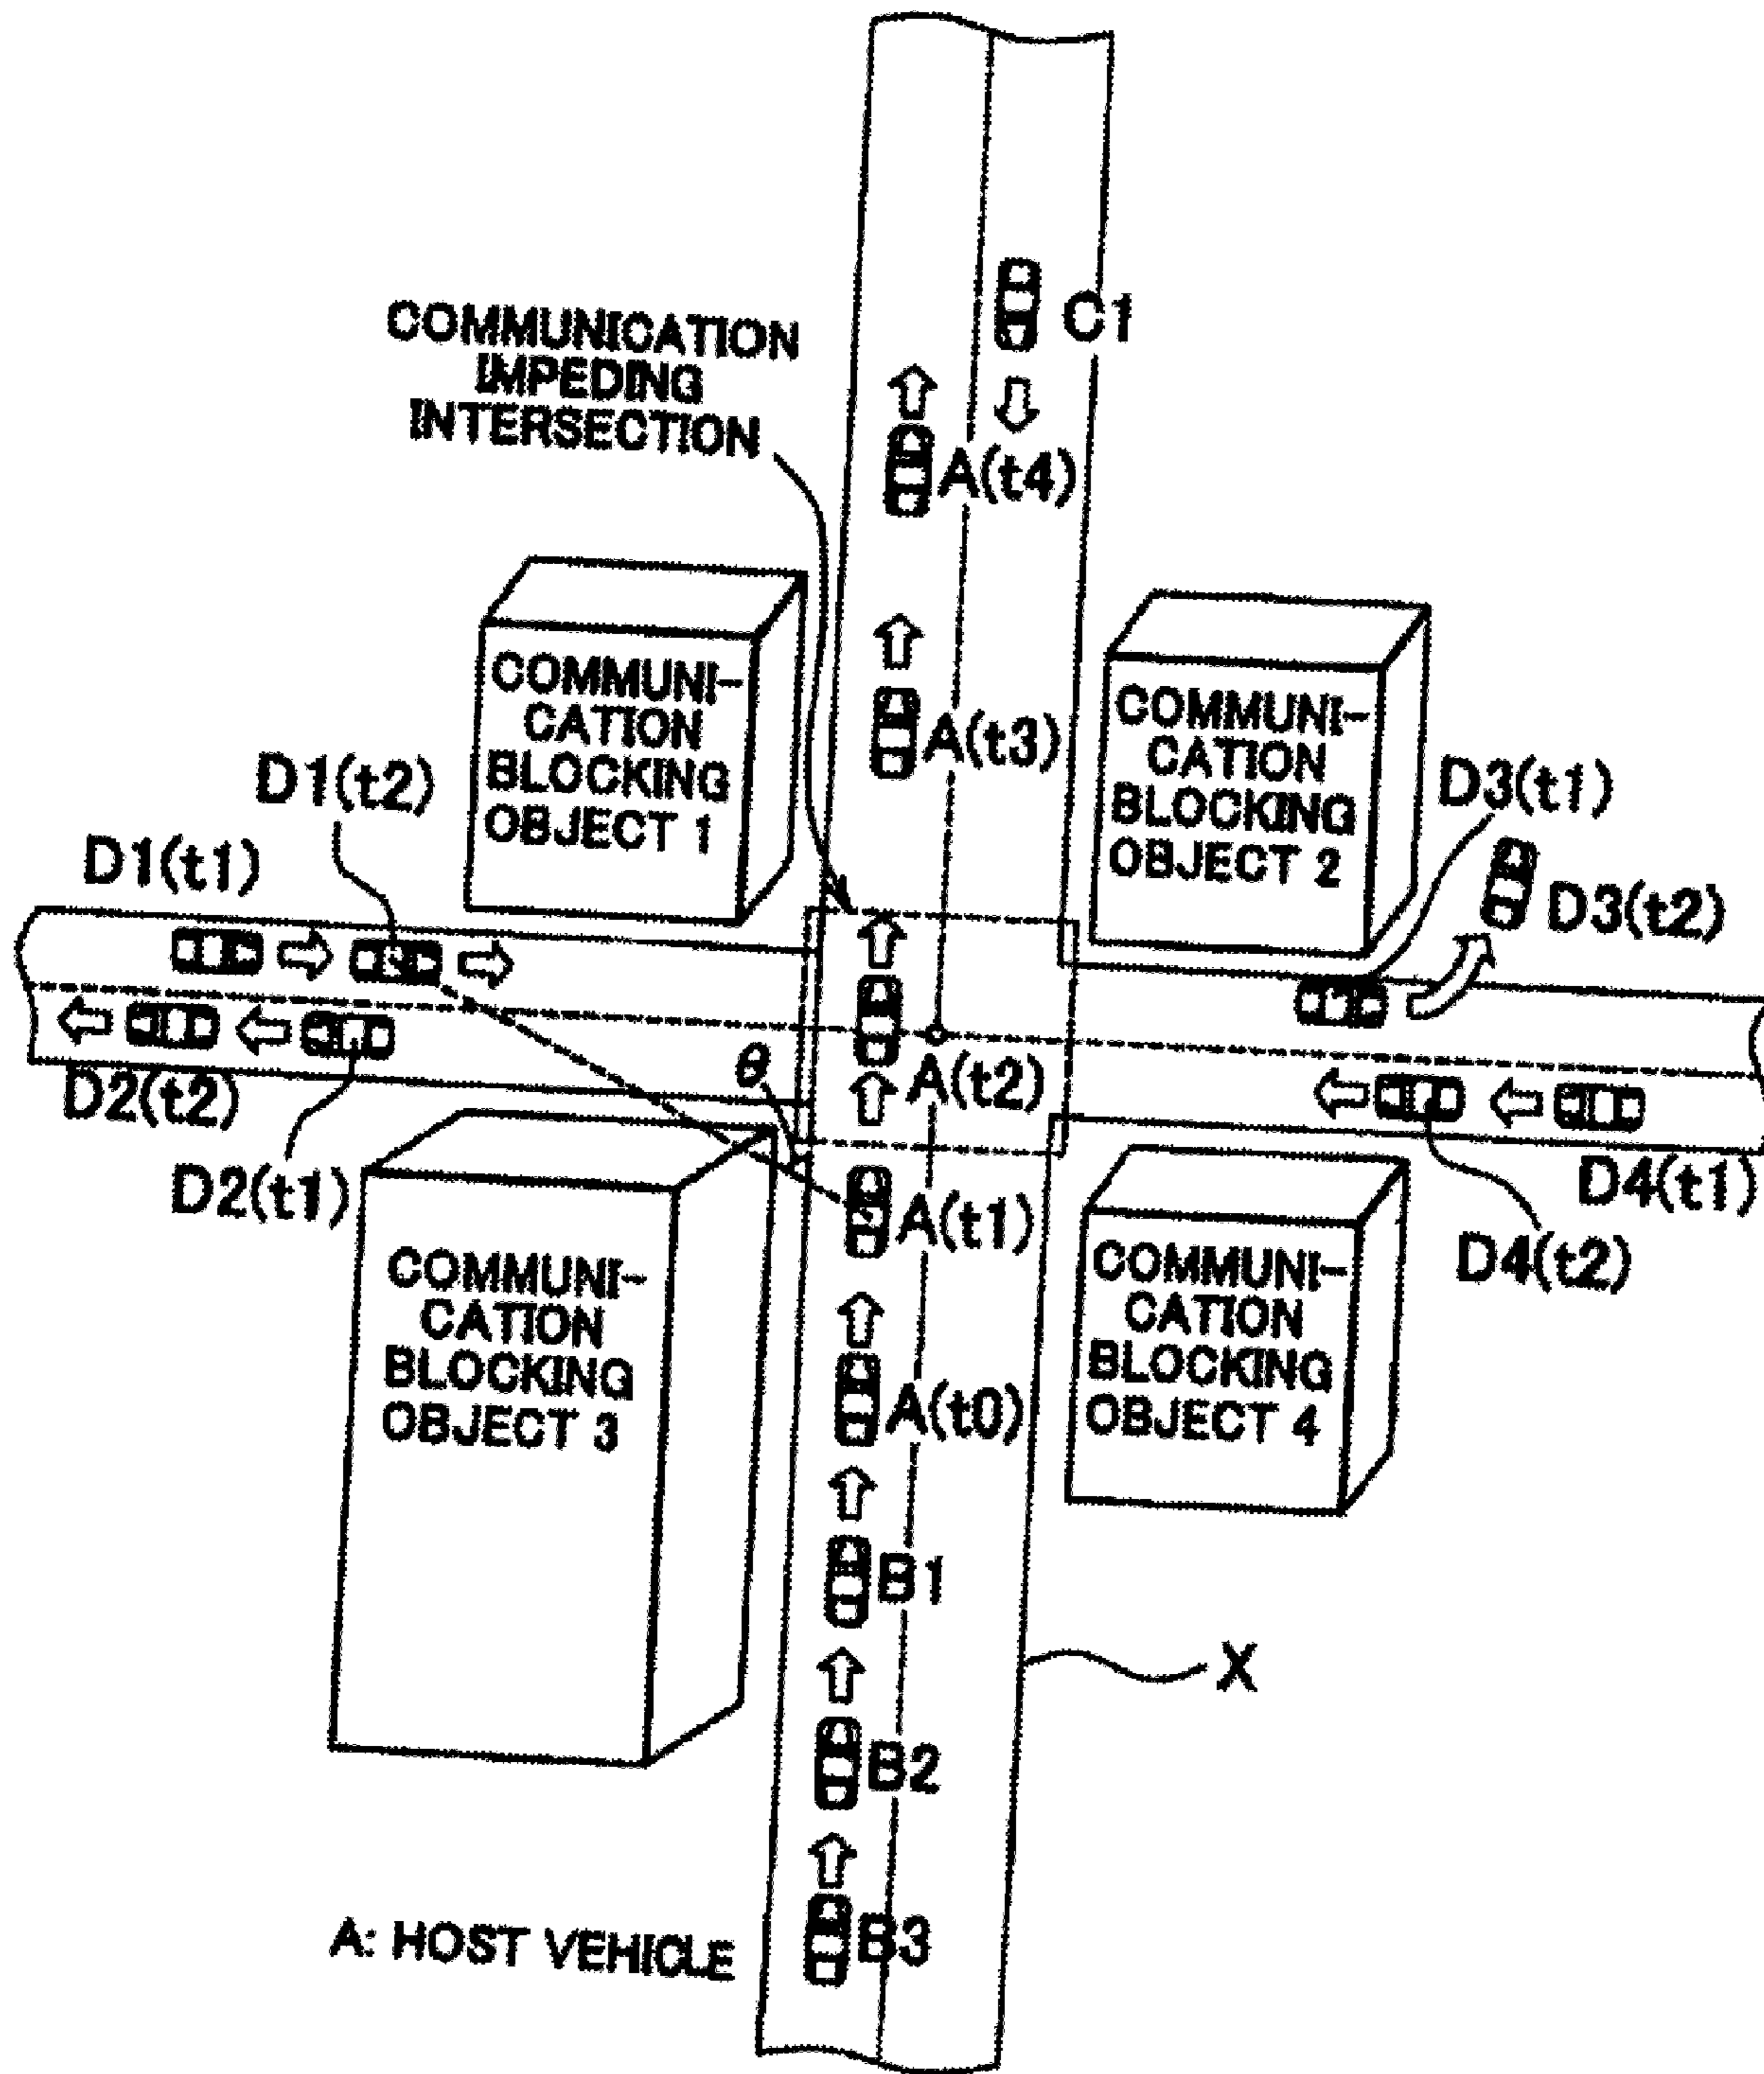 C1
COMMUNICATION
IMPEDING
INTERSECTION
A(t4)
COMMUNI-
CATION
BLOCKING
OBJECT 1
COMMUNI-
CATION
BLOCKING
OBJECT 2
A(t3)
D1(t2)
D3(t1)
D1(t1)
D3(t2)
θ
A(t2)
D2(t2)
D2(t1)
A(t1)
D4(t1)
D4(t2)
COMMUNI-
CATION
BLOCKING
OBJECT 3
COMMUNI-
CATION
BLOCKING
OBJECT 4
A(t0)
B1
X
B2
B3
A: HOST VEHICLE